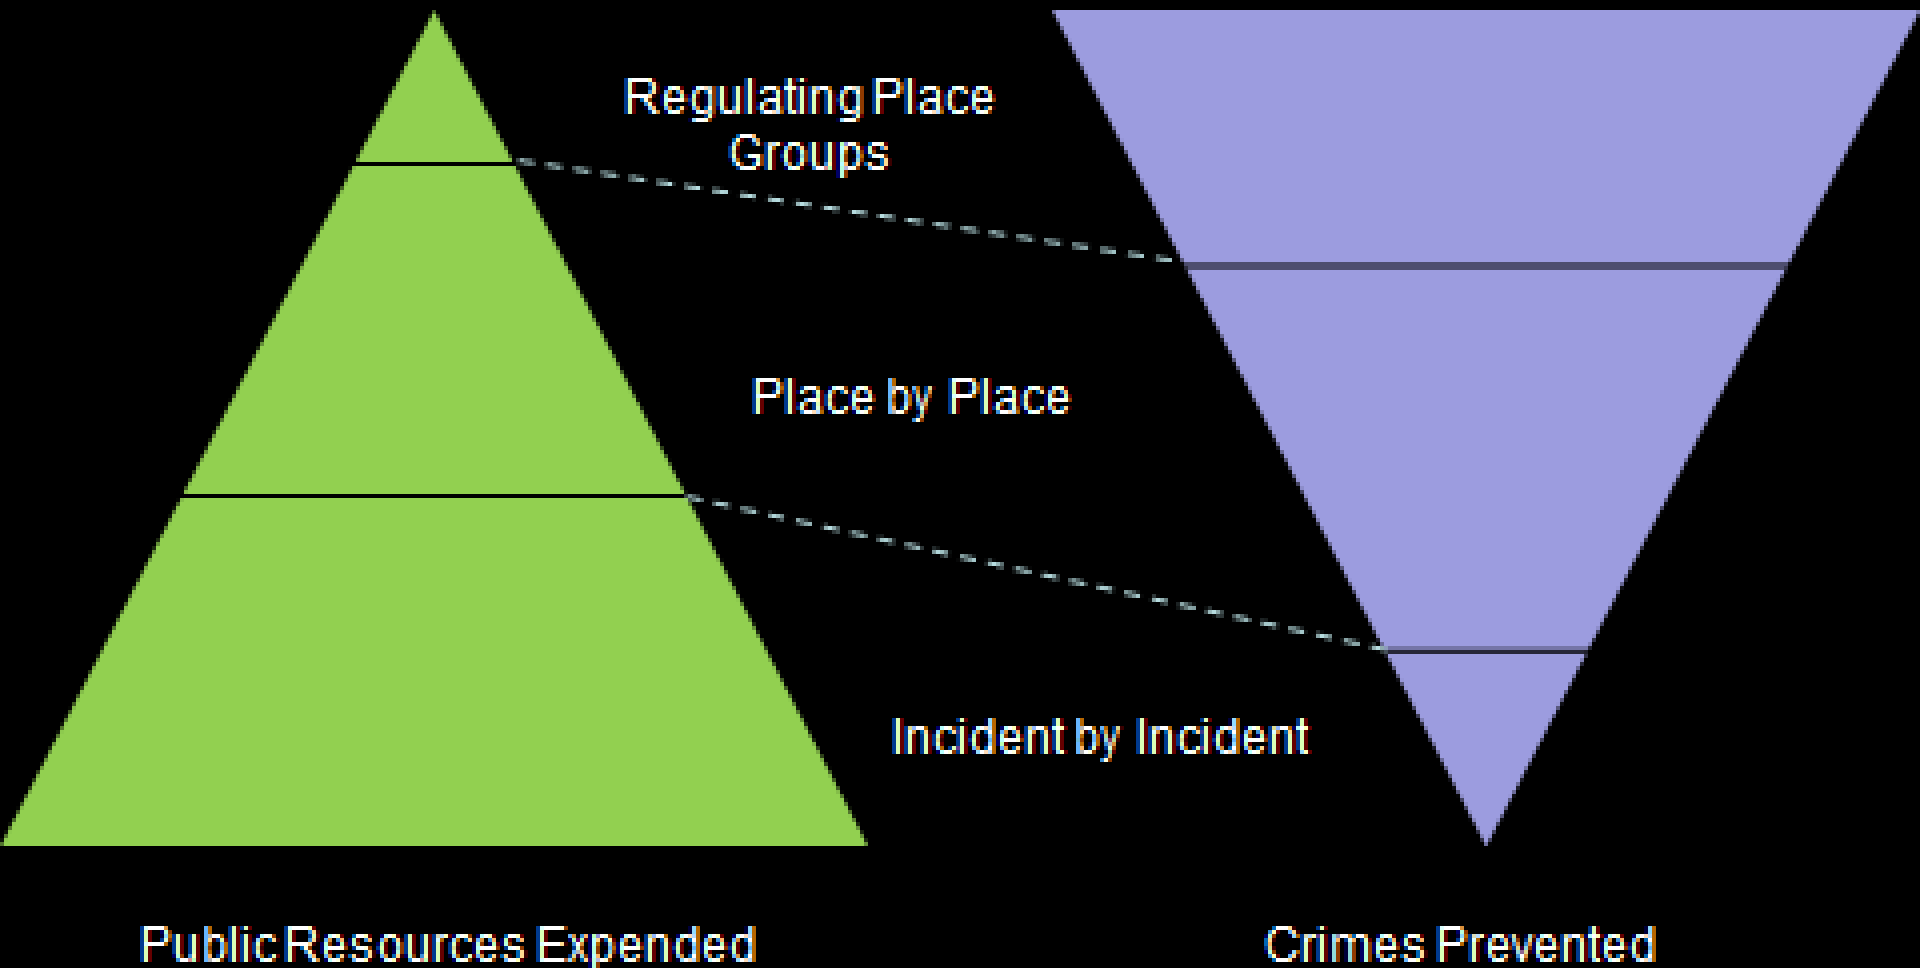 Regulating Place
Groups
Place by Place
Incident by Incident
Public Resources Expended
Crimes Prevented